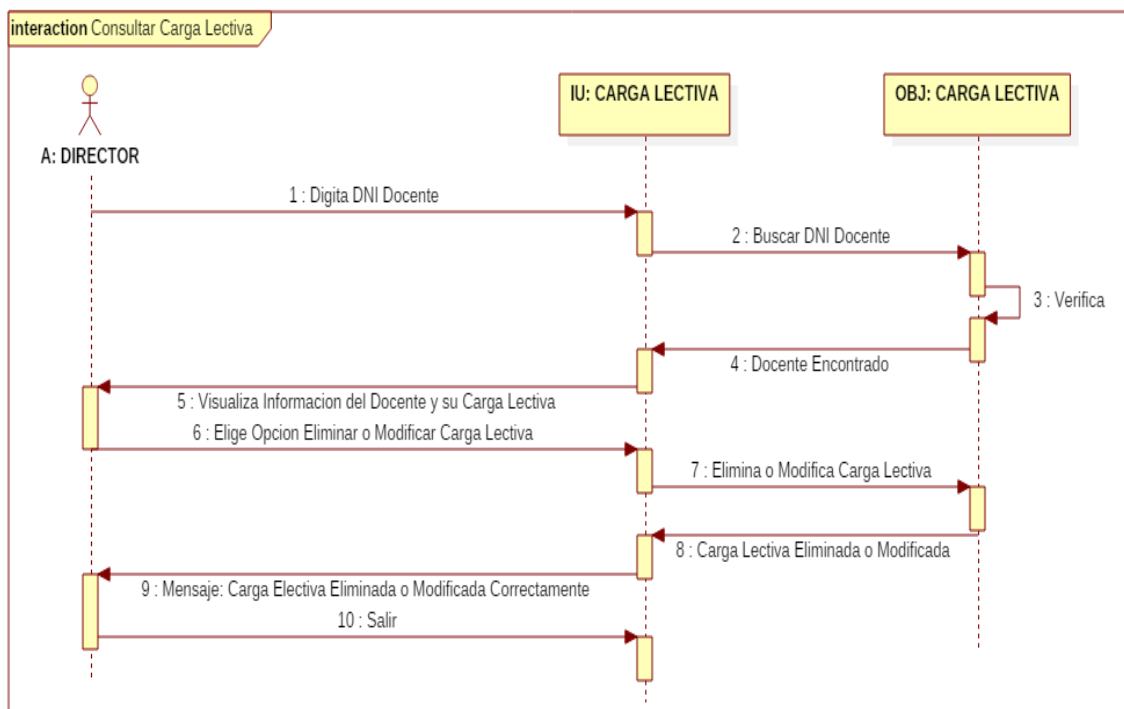 interaction Consultar Carga Lectiva
A: DIRECTOR
IU: CARGA LECTIVA
OBJ: CARGA LECTIVA
1 : Digita DNI Docente
2 : Buscar DNI Docente
3 : Verifica
4 : Docente Encontrado
5 : Visualiza Informacion del Docente y su Carga Lectiva
6 : Elige Opcion Eliminar o Modificar Carga Lectiva
7 : Elimina o Modifica Carga Lectiva
8 : Carga Lectiva Eliminada o Modificada
9 : Mensaje: Carga Electiva Eliminada o Modificada Correctamente
10 : Salir